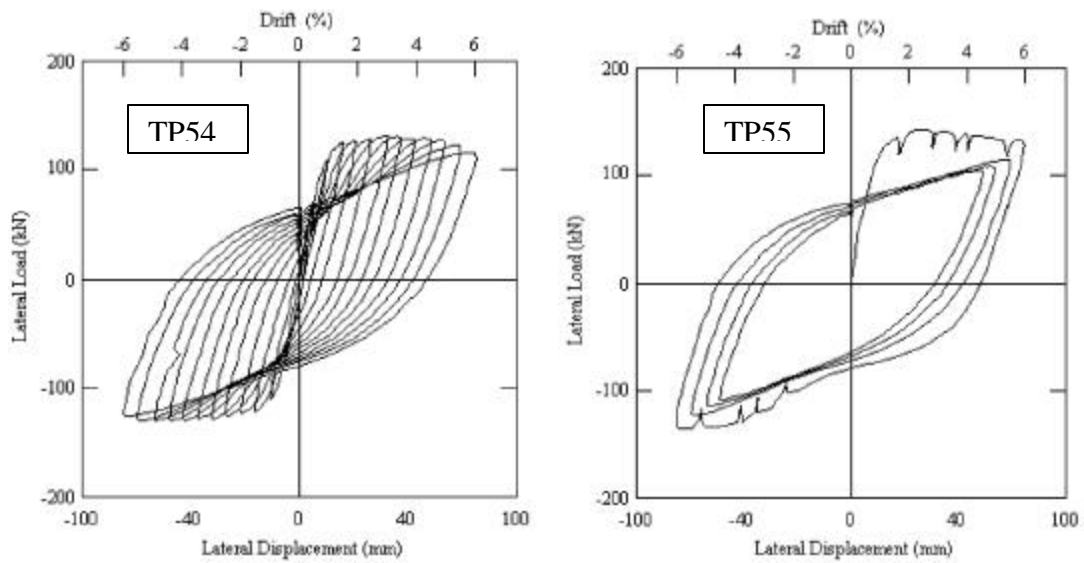 Drift (%)
-6 -4 -2 0 2 4 6
200
100
0
-100
-200
-100 -40 0 40 100
Lateral Load (kN)
Lateral Displacement (mm)
TP54
Drift (%)
-6 -4 -2 0 2 4 6
200
100
0
-100
-200
-100 -40 0 40 100
Lateral Load (kN)
Lateral Displacement (mm)
TP55